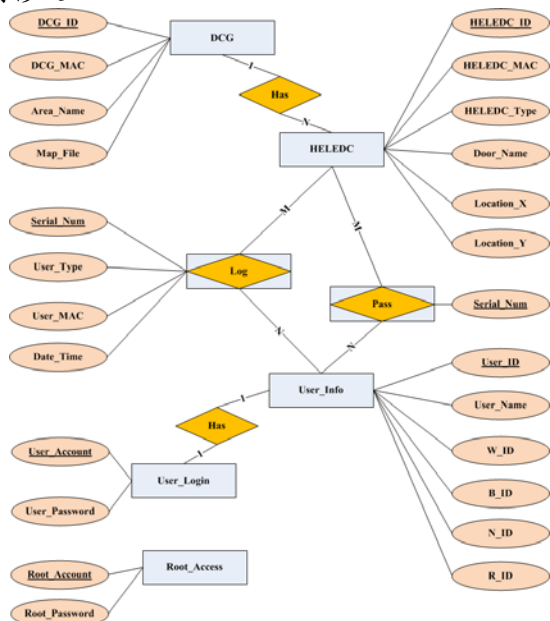 DCG_ID
DCG
HELEDC_ID
DCG_MAC
1
HELEDC_MAC
Has
Area_Name
HELEDC_Type
N
Map_File
HELEDC
Door_Name
Location_X
Serial_Num
M
M
Location_Y
User_Type
Log
Pass
Serial_Num
User_MAC
Date_Time
N
User_ID
User_Info
1
User_Name
Has
User_Account
1
W_ID
User_Login
B_ID
User_Password
N_ID
Root_Access
Root_Account
R_ID
Root_Password